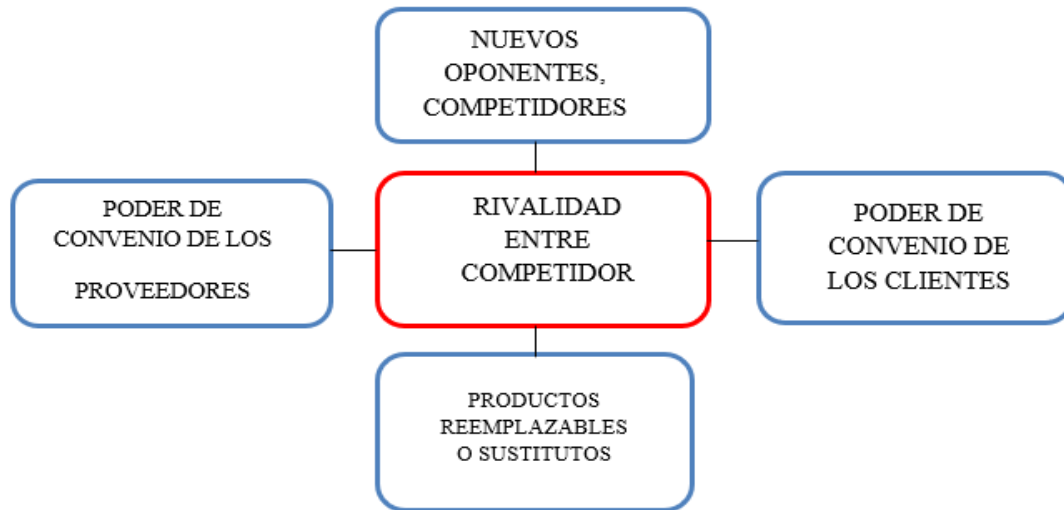 NUEVOS
OPONENTES,
COMPETIDORES
PODER DE
CONVENIO DE LOS
PROVEEDORES
RIVALIDAD
ENTRE
COMPETIDOR
PODER DE
CONVENIO DE
LOS CLIENTES
PRODUCTOS
REEMPLAZABLES
O SUSTITUTOS